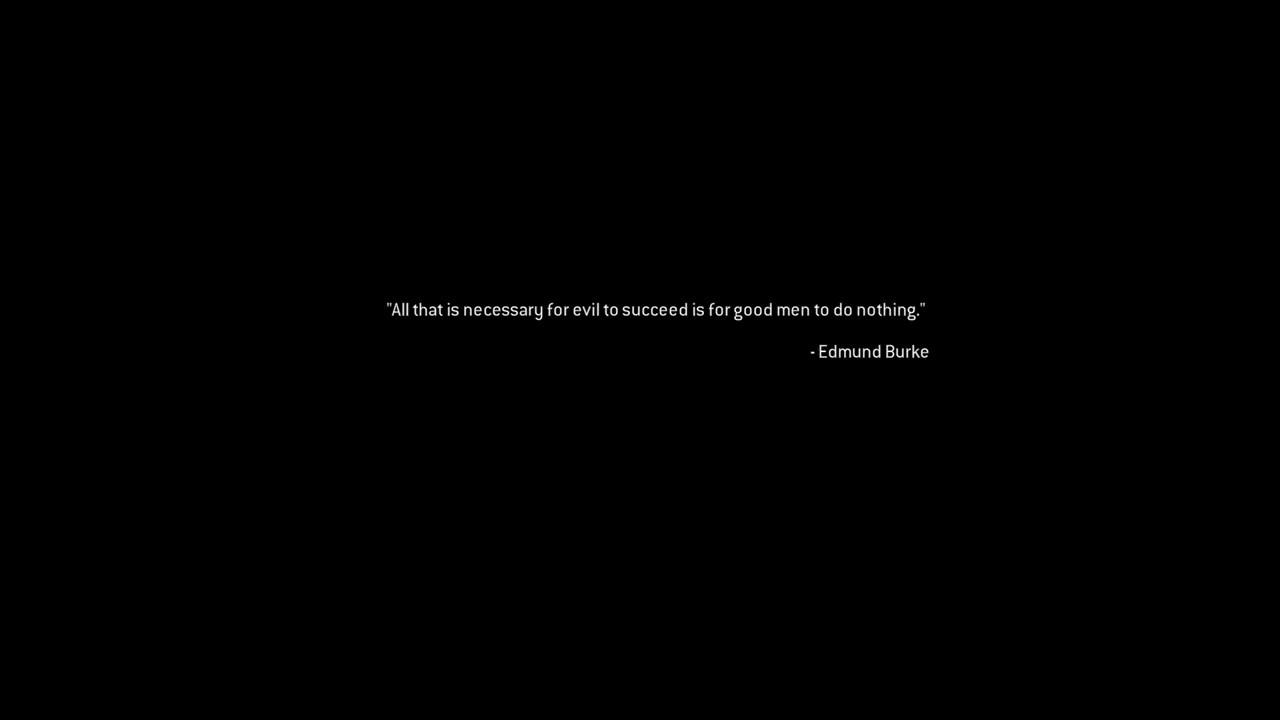 "All that is necessary for evil to succeed is for good men to do nothing."
- Edmund Burke